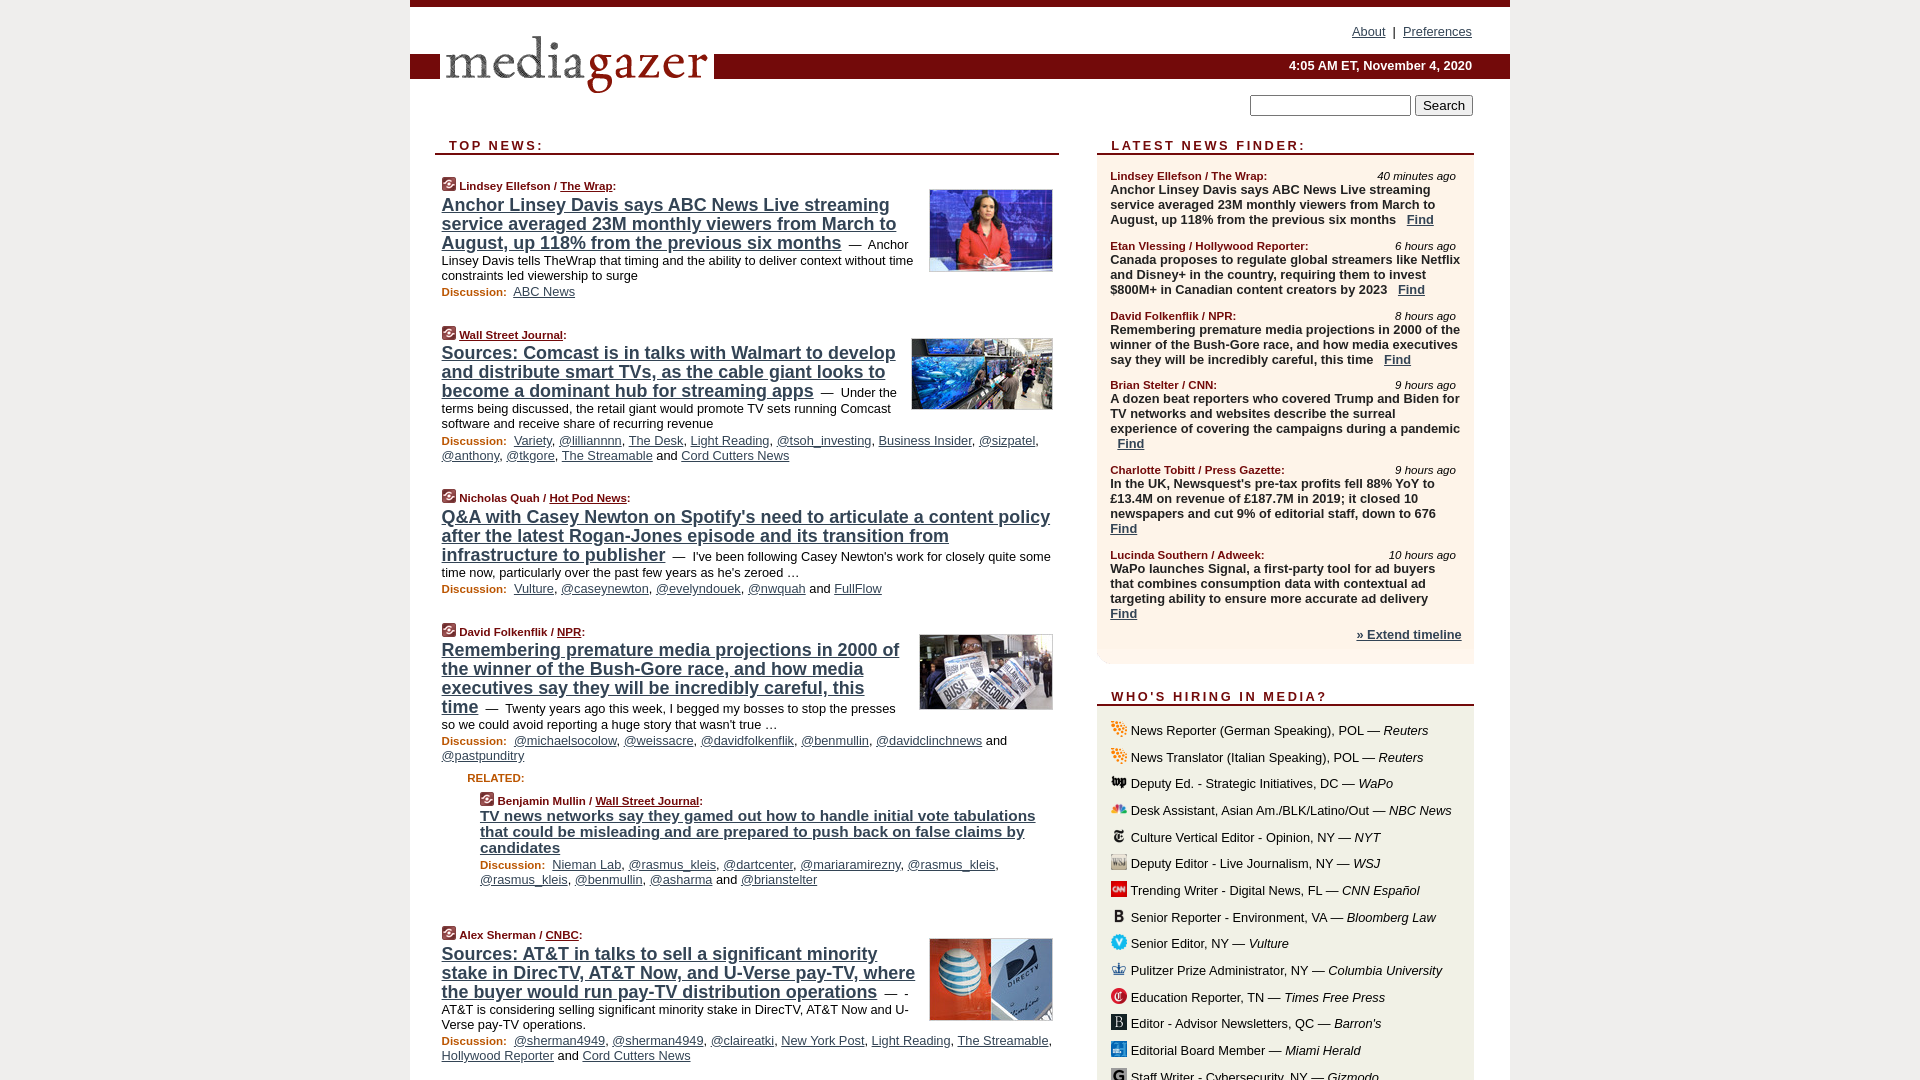 About | Preferences
mediagazer
4:05 AM ET, November 4, 2020
Search
TOP NEWS:
Lindsey Ellefson / The Wrap:
Anchor Linsey Davis says ABC News Live streaming
service averaged 23M monthly viewers from March to
August, up 118% from the previous six months — Anchor
Linsey Davis tells TheWrap that timing and the ability to deliver context without time
constraints led viewership to surge
Discussion: ABC News
Wall Street Journal:
Sources: Comcast is in talks with Walmart to develop
and distribute smart TVs, as the cable giant looks to
become a dominant hub for streaming apps — Under the
terms being discussed, the retail giant would promote TV sets running Comcast
software and receive share of recurring revenue
Discussion: Variety, @lilliannnn, The Desk, Light Reading, @tsoh_investing, Business Insider, @sizpatel,
@anthony, @tkgore, The Streamable and Cord Cutters News
Nicholas Quah / Hot Pod News:
Q&A with Casey Newton on Spotify's need to articulate a content policy
after the latest Rogan-Jones episode and its transition from
infrastructure to publisher — I've been following Casey Newton's work for closely quite some
time now, particularly over the past few years as he's zeroed …
Discussion: Vulture, @caseynewton, @evelyndouek, @nwquah and FullFlow
David Folkenflik / NPR:
Remembering premature media projections in 2000 of
the winner of the Bush-Gore race, and how media
executives say they will be incredibly careful, this
time — Twenty years ago this week, I begged my bosses to stop the presses
so we could avoid reporting a huge story that wasn't true …
Discussion: @michaelsocolow, @weissacre, @davidfolkenflik, @benmullin, @davidclinchnews and
@pastpunditry
RELATED:
Benjamin Mullin / Wall Street Journal:
TV news networks say they gamed out how to handle initial vote tabulations
that could be misleading and are prepared to push back on false claims by
candidates
Discussion: Nieman Lab, @rasmus_kleis, @dartcenter, @mariaramirezny, @rasmus_kleis,
@rasmus_kleis, @benmullin, @asharma and @brianstelter
Alex Sherman / CNBC:
Sources: AT&T in talks to sell a significant minority
stake in DirecTV, AT&T Now, and U-Verse pay-TV, where
the buyer would run pay-TV distribution operations — -
AT&T is considering selling significant minority stake in DirecTV, AT&T Now and U-
Verse pay-TV operations.
Discussion: @sherman4949, @sherman4949, @claireatki, New York Post, Light Reading, The Streamable,
Hollywood Reporter and Cord Cutters News
BUSH
RECOUNT
DIRECTV
LATEST NEWS FINDER:
Lindsey Ellefson / The Wrap: 40 minutes ago
Anchor Linsey Davis says ABC News Live streaming
service averaged 23M monthly viewers from March to
August, up 118% from the previous six months Find
Etan Vlessing / Hollywood Reporter: 6 hours ago
Canada proposes to regulate global streamers like Netflix
and Disney+ in the country, requiring them to invest
$800M+ in Canadian content creators by 2023 Find
David Folkenflik / NPR: 8 hours ago
Remembering premature media projections in 2000 of the
winner of the Bush-Gore race, and how media executives
say they will be incredibly careful, this time Find
Brian Stelter / CNN: 9 hours ago
A dozen beat reporters who covered Trump and Biden for
TV networks and websites describe the surreal
experience of covering the campaigns during a pandemic
Find
Charlotte Tobitt / Press Gazette: 9 hours ago
In the UK, Newsquest's pre-tax profits fell 88% YoY to
£13.4M on revenue of £187.7M in 2019; it closed 10
newspapers and cut 9% of editorial staff, down to 676
Find
Lucinda Southern / Adweek: 10 hours ago
WaPo launches Signal, a first-party tool for ad buyers
that combines consumption data with contextual ad
targeting ability to ensure more accurate ad delivery
Find
» Extend timeline
WHO'S HIRING IN MEDIA?
News Reporter (German Speaking), POL — Reuters
News Translator (Italian Speaking), POL — Reuters
wp Deputy Ed. - Strategic Initiatives, DC — WaPo
Desk Assistant, Asian Am./BLK/Latino/Out — NBC News
T Culture Vertical Editor - Opinion, NY — NYT
Deputy Editor - Live Journalism, NY — WSJ
CNN Trending Writer - Digital News, FL — CNN Español
B Senior Reporter - Environment, VA — Bloomberg Law
V Senior Editor, NY — Vulture
Pulitzer Prize Administrator, NY — Columbia University
Education Reporter, TN — Times Free Press
B Editor - Advisor Newsletters, QC — Barron's
Editorial Board Member — Miami Herald
G Staff Writer - Cybersecurity, NY — Gizmodo